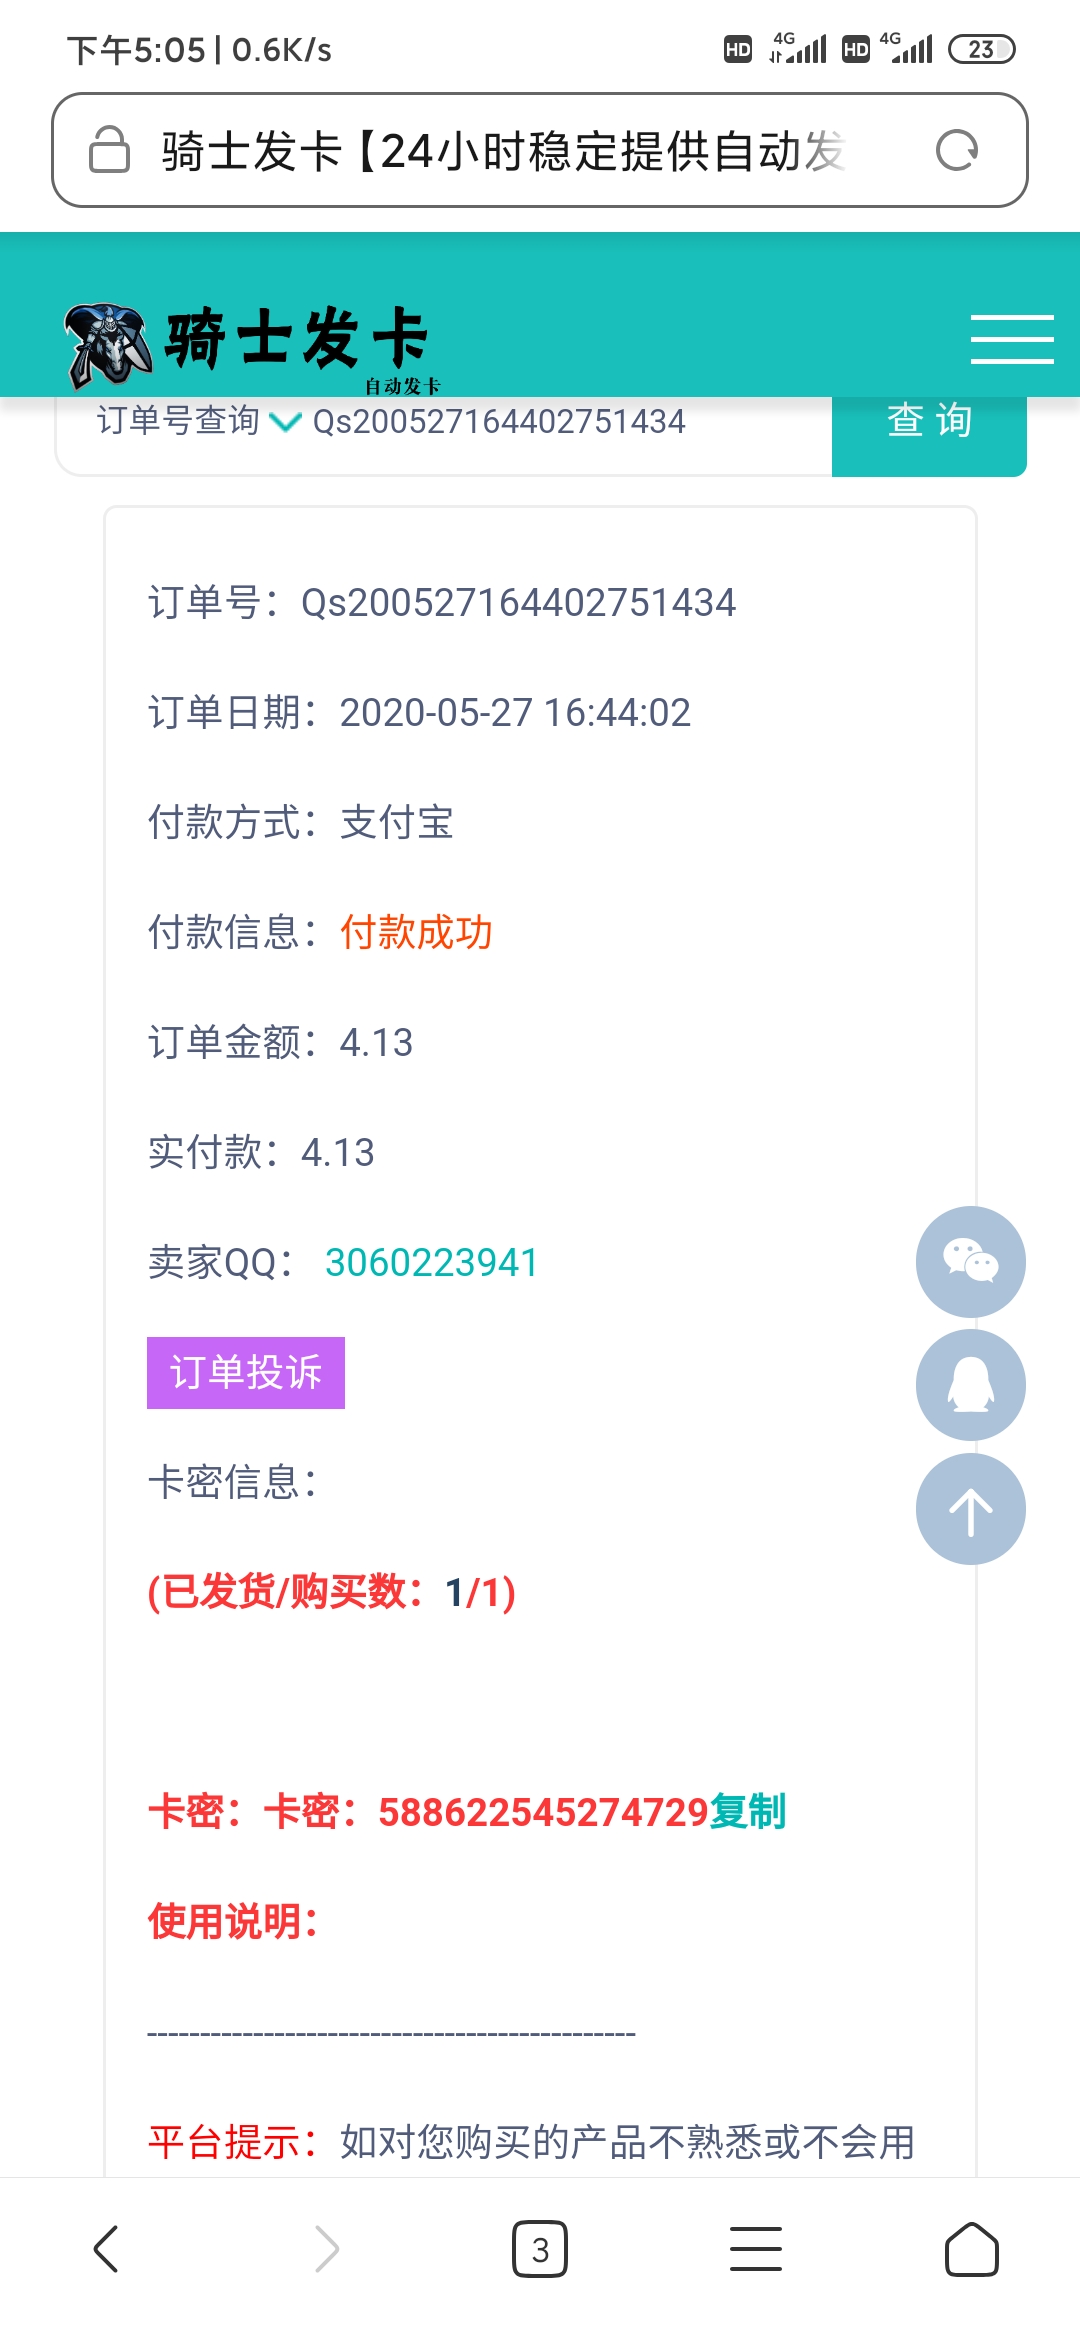 下午5:05 | 0.6K/s HD 4G HD 4G 23
骑士发卡【24小时稳定提供自动发
骑士发卡
自动发卡
订单号查询 Qs200527164402751434 查 询
订单号：Qs200527164402751434
订单日期：2020-05-27 16:44:02
付款方式：支付宝
付款信息：付款成功
订单金额：4.13
实付款：4.13
卖家QQ： 3060223941
订单投诉
卡密信息：
(已发货/购买数：1/1)
卡密：卡密：588622545274729复制
使用说明：
----------------------------------------------
平台提示：如对您购买的产品不熟悉或不会用
3